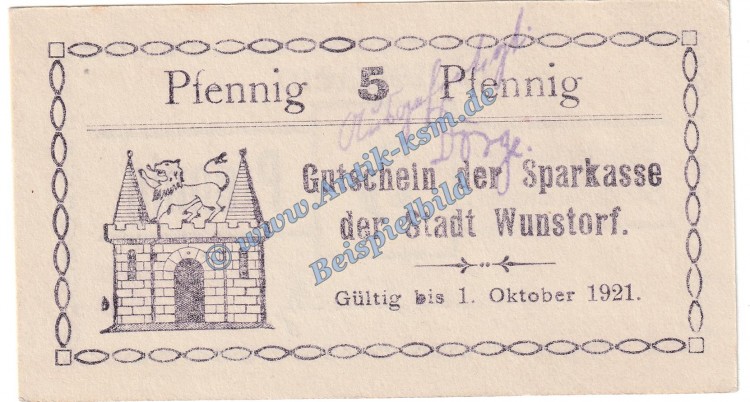 Pfennig 5 Pfennig
Gutschein der Sparkasse
der Stadt Wunstorf.
Gültig bis 1. Oktober 1921.
© www.Antik-ksm.de
Beispielbild